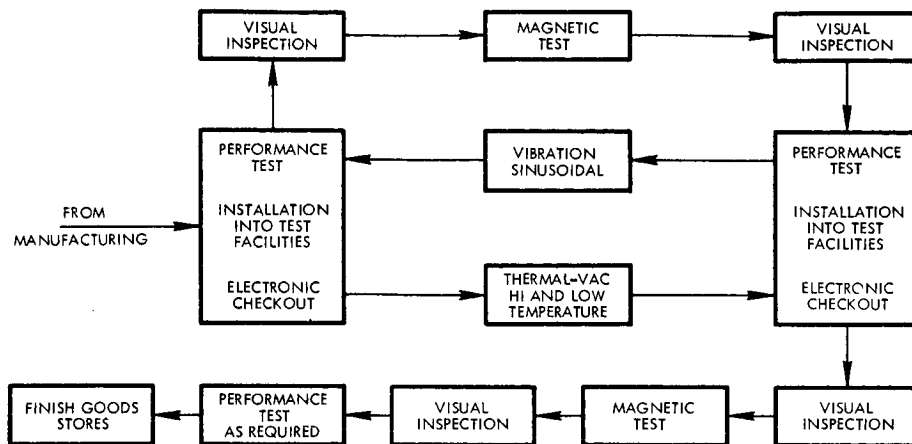 VISUAL
INSPECTION
MAGNETIC
TEST
VISUAL
INSPECTION
PERFORMANCE
TEST
INSTALLATION
INTO TEST
FACILITIES
ELECTRONIC
CHECKOUT
VIBRATION
SINUSOIDAL
PERFORMANCE
TEST
INSTALLATION
INTO TEST
FACILITIES
ELECTRONIC
CHECKOUT
FROM
MANUFACTURING
THERMAL-VAC
HI AND LOW
TEMPERATURE
FINISH GOODS
STORES
PERFORMANCE
TEST
AS REQUIRED
VISUAL
INSPECTION
MAGNETIC
TEST
VISUAL
INSPECTION